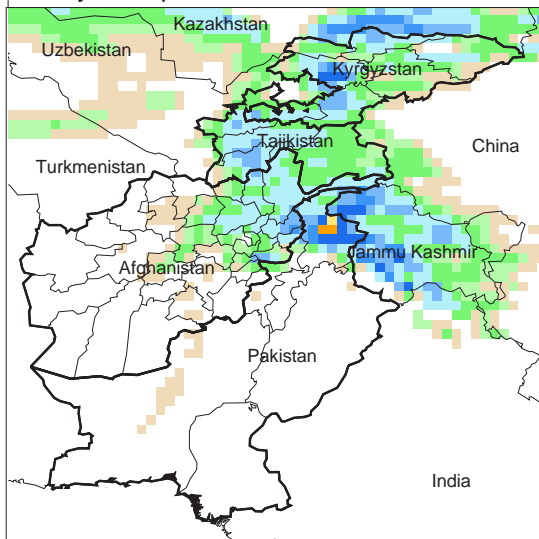 Kazakhstan
Uzbekistan
Kyrgyzstan
Tajikistan
China
Turkmenistan
Jammu Kashmir
Afghanistan
Pakistan
India